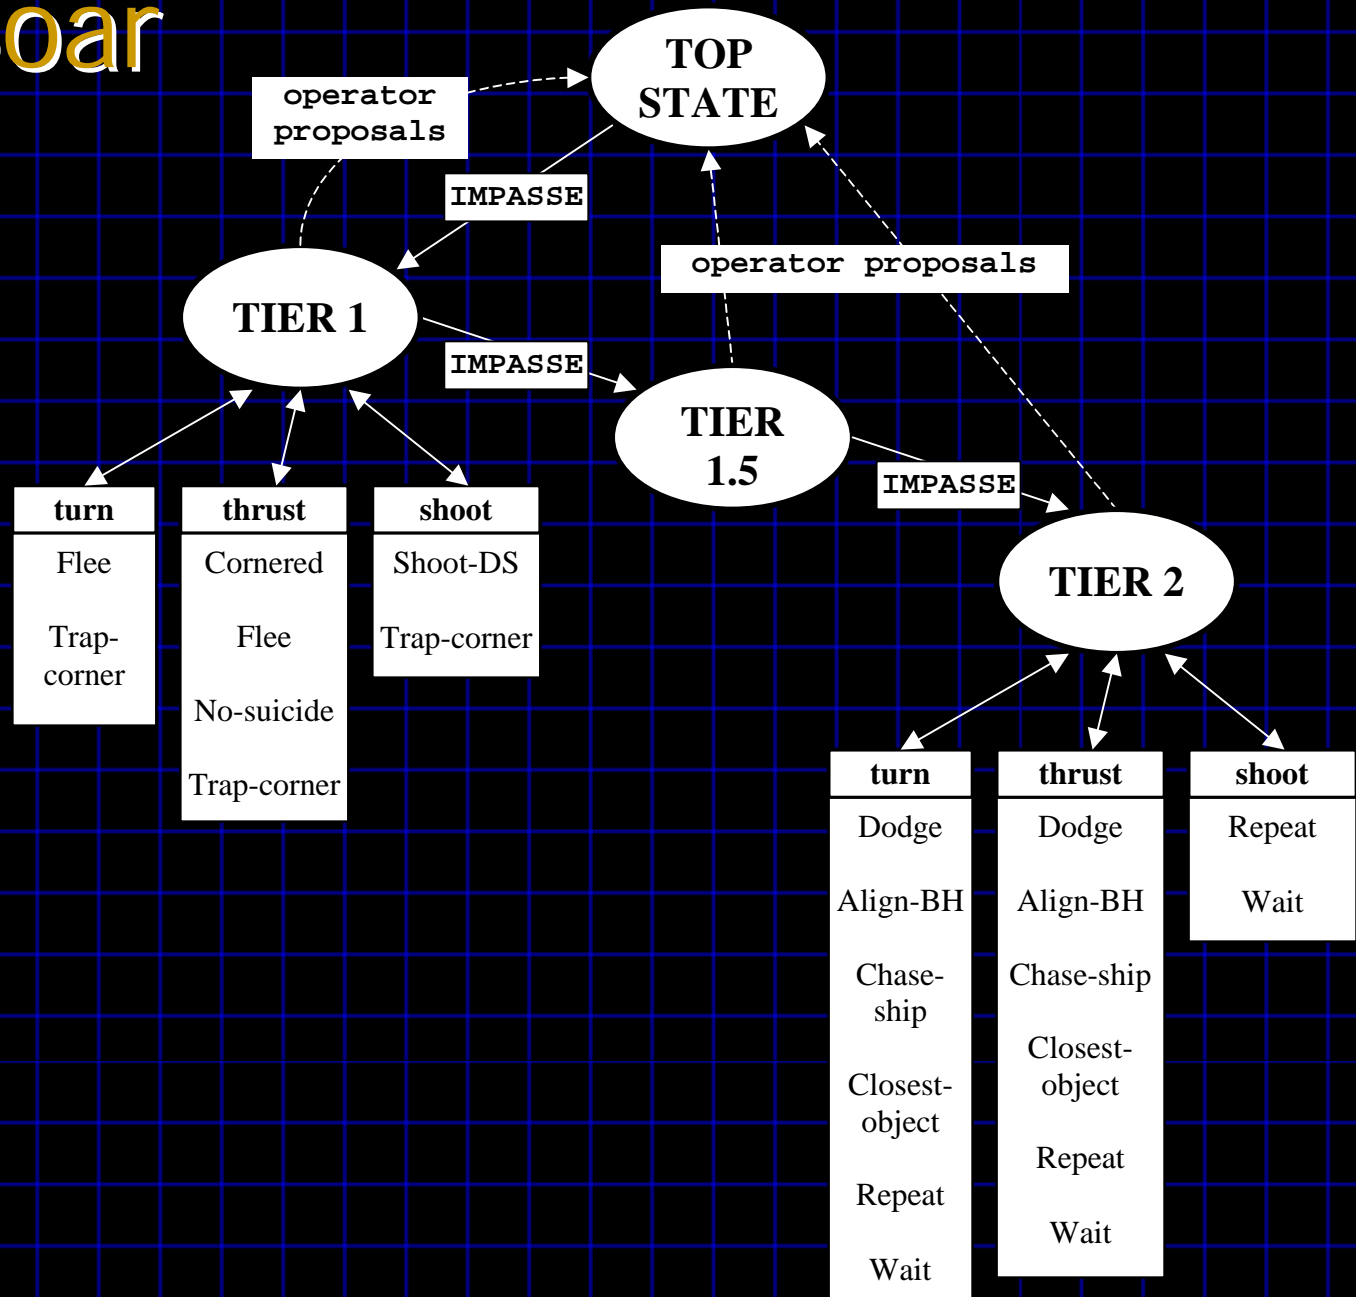 oar
TOP
STATE
operator
proposals
IMPASSE
operator proposals
TIER 1
IMPASSE
TIER
1.5
IMPASSE
TIER 2
turn
Flee
Trap-
corner
thrust
Cornered
Flee
No-suicide
Trap-corner
shoot
Shoot-DS
Trap-corner
turn
Dodge
Align-BH
Chase-
ship
Closest-
object
Repeat
Wait
thrust
Dodge
Align-BH
Chase-ship
Closest-
object
Repeat
Wait
shoot
Repeat
Wait